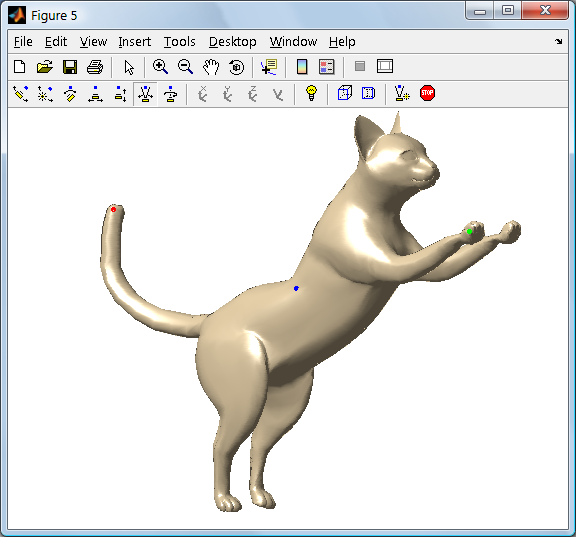 Figure 5
File Edit View Insert Tools Desktop Window Help
X Y Z V
STOP